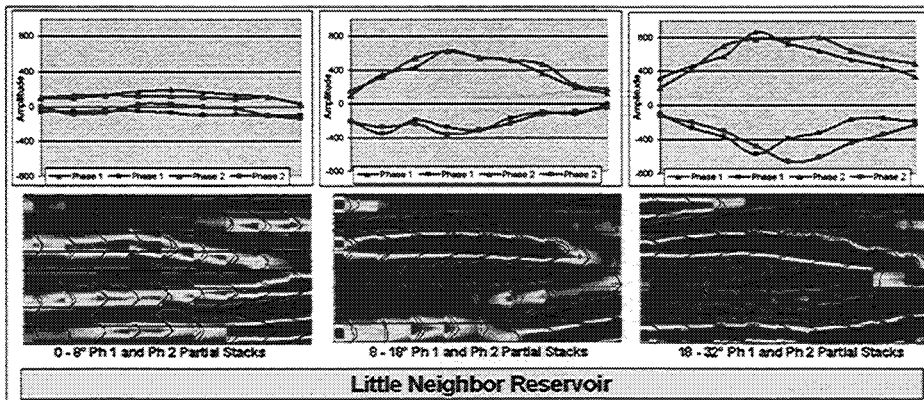 800
400
0
-400
-800
Amplitude
Phase 1 Phase 1 Phase 2 Phase 2
800
400
0
-400
-800
Amplitude
Phase 1 Phase 1 Phase 2 Phase 2
800
400
0
-400
-800
Amplitude
Phase 1 Phase 1 Phase 2 Phase 2
0 - 8° Ph 1 and Ph 2 Partial Stacks
8 - 18° Ph 1 and Ph 2 Partial Stacks
18 - 32° Ph 1 and Ph 2 Partial Stacks
Little Neighbor Reservoir